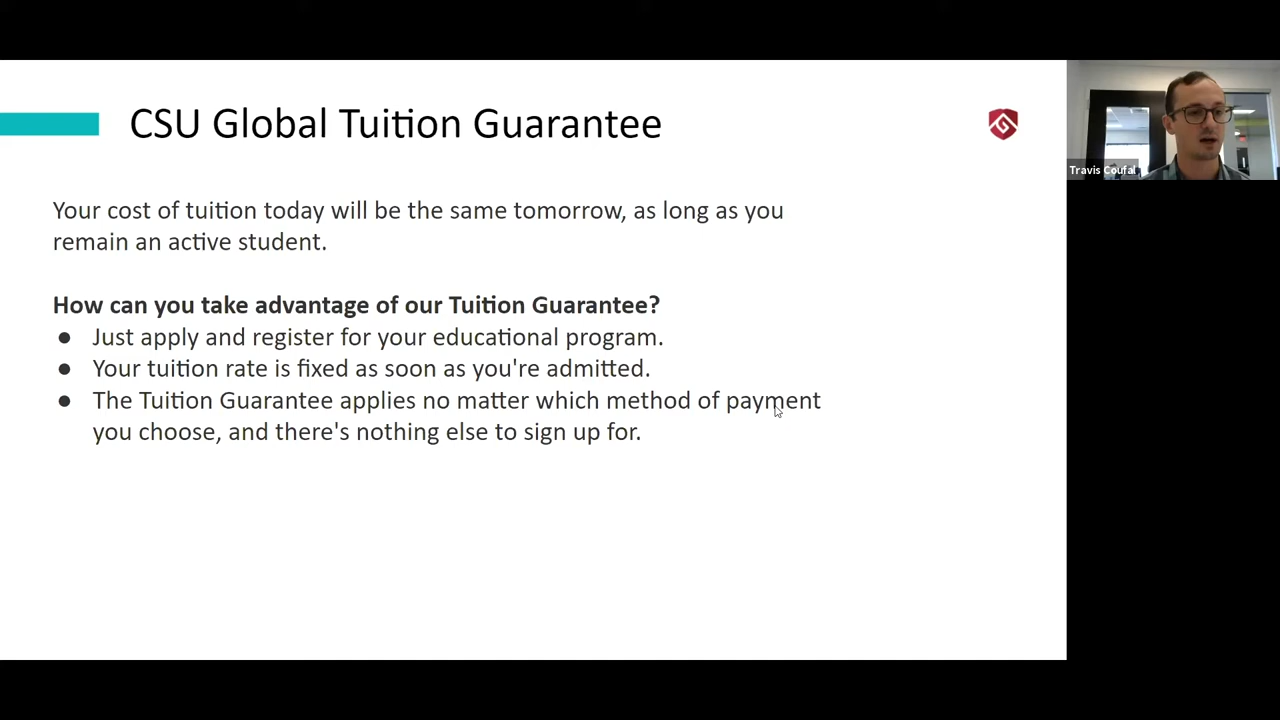 CSU Global Tuition Guarantee
Your cost of tuition today will be the same tomorrow, as long as you
remain an active student.
How can you take advantage of our Tuition Guarantee?
● Just apply and register for your educational program.
● Your tuition rate is fixed as soon as you're admitted.
● The Tuition Guarantee applies no matter which method of payment
you choose, and there's nothing else to sign up for.
Travis Coufal